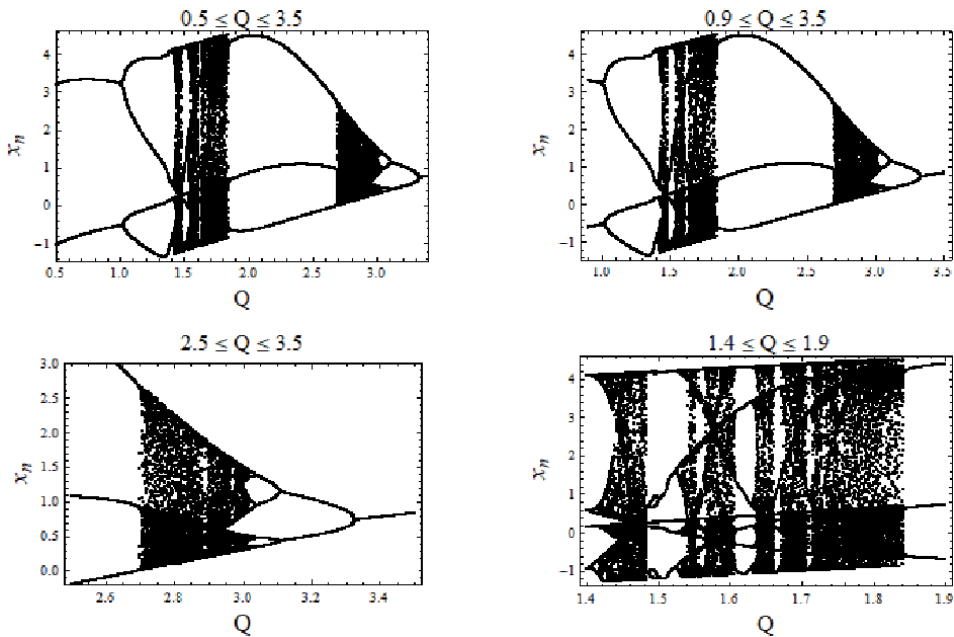 0.5 ≤ Q ≤ 3.5
4
3
2
1
0
−1
x_n
0.5 1.0 1.5 2.0 2.5 3.0
Q
0.9 ≤ Q ≤ 3.5
4
3
2
1
0
−1
x_n
1.0 1.5 2.0 2.5 3.0 3.5
Q
2.5 ≤ Q ≤ 3.5
3.0
2.5
2.0
1.5
1.0
0.5
0.0
x_n
2.6 2.8 3.0 3.2 3.4
Q
1.4 ≤ Q ≤ 1.9
4
3
2
1
0
−1
x_n
1.4 1.5 1.6 1.7 1.8 1.9
Q